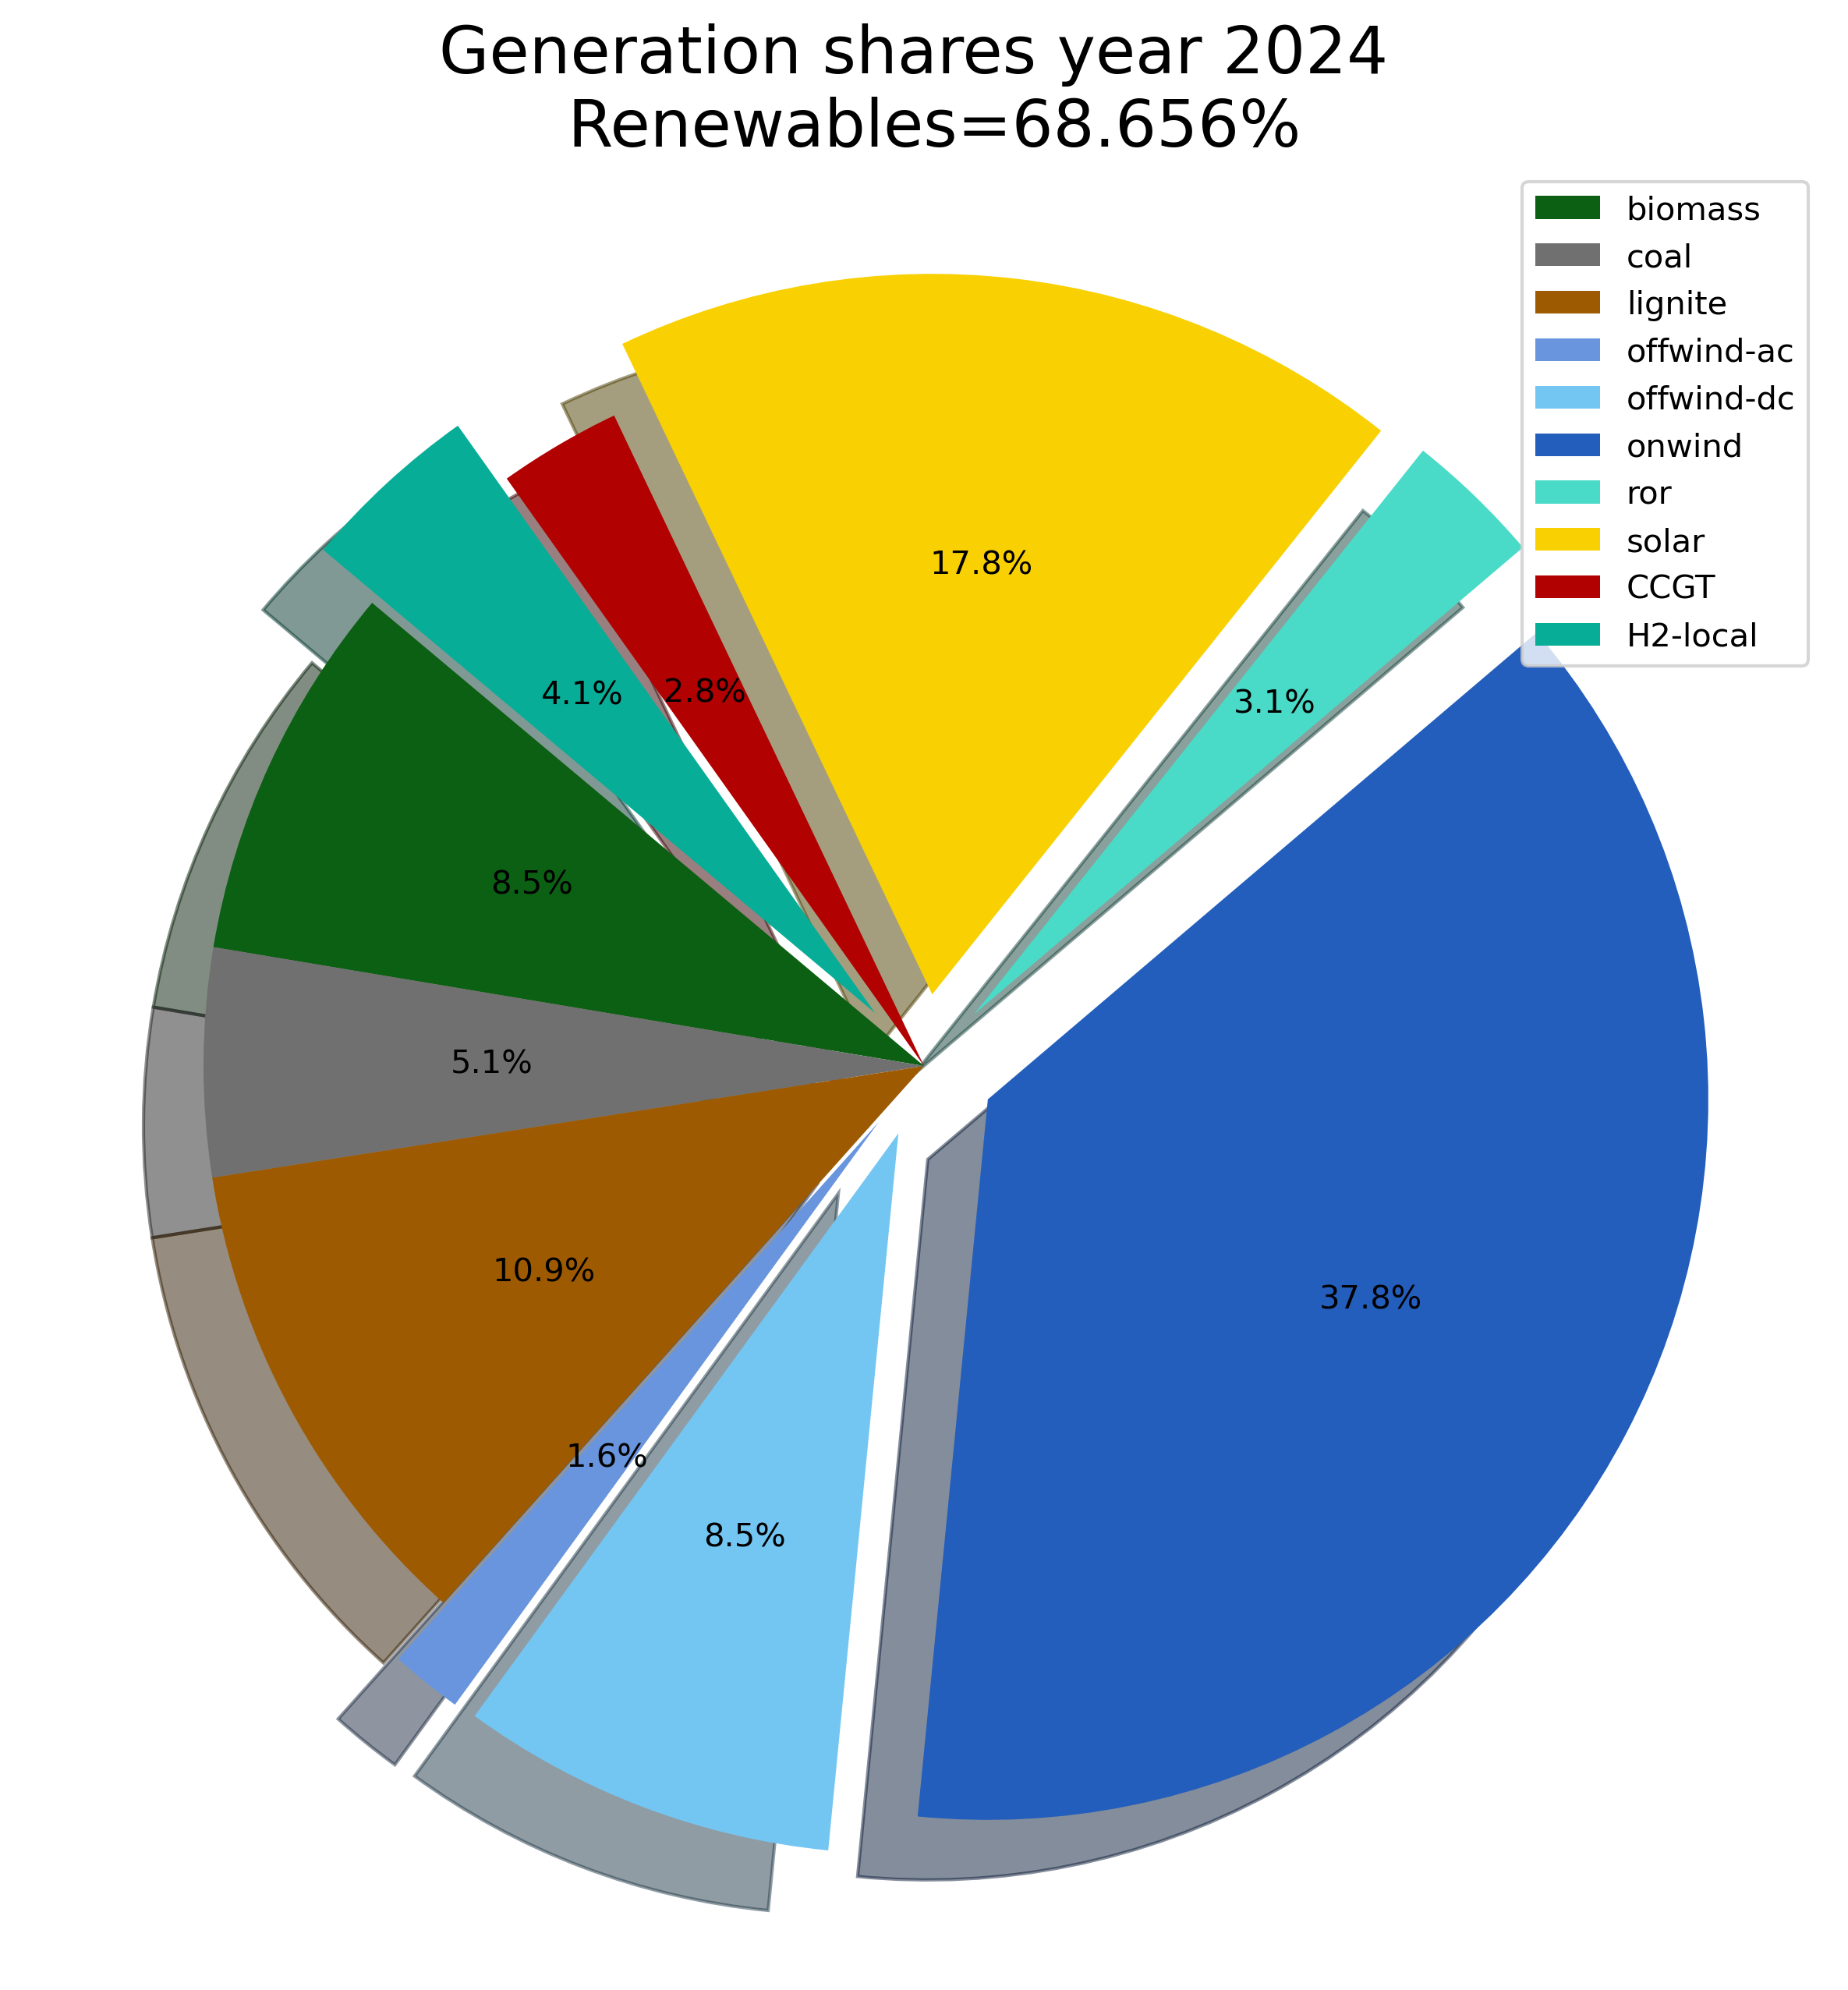 Generation shares year 2024
Renewables=68.656%
biomass
coal
lignite
offwind-ac
offwind-dc
onwind
ror
solar
CCGT
H2-local
17.8%
4.1%
2.8%
3.1%
8.5%
5.1%
10.9%
37.8%
1.6%
8.5%